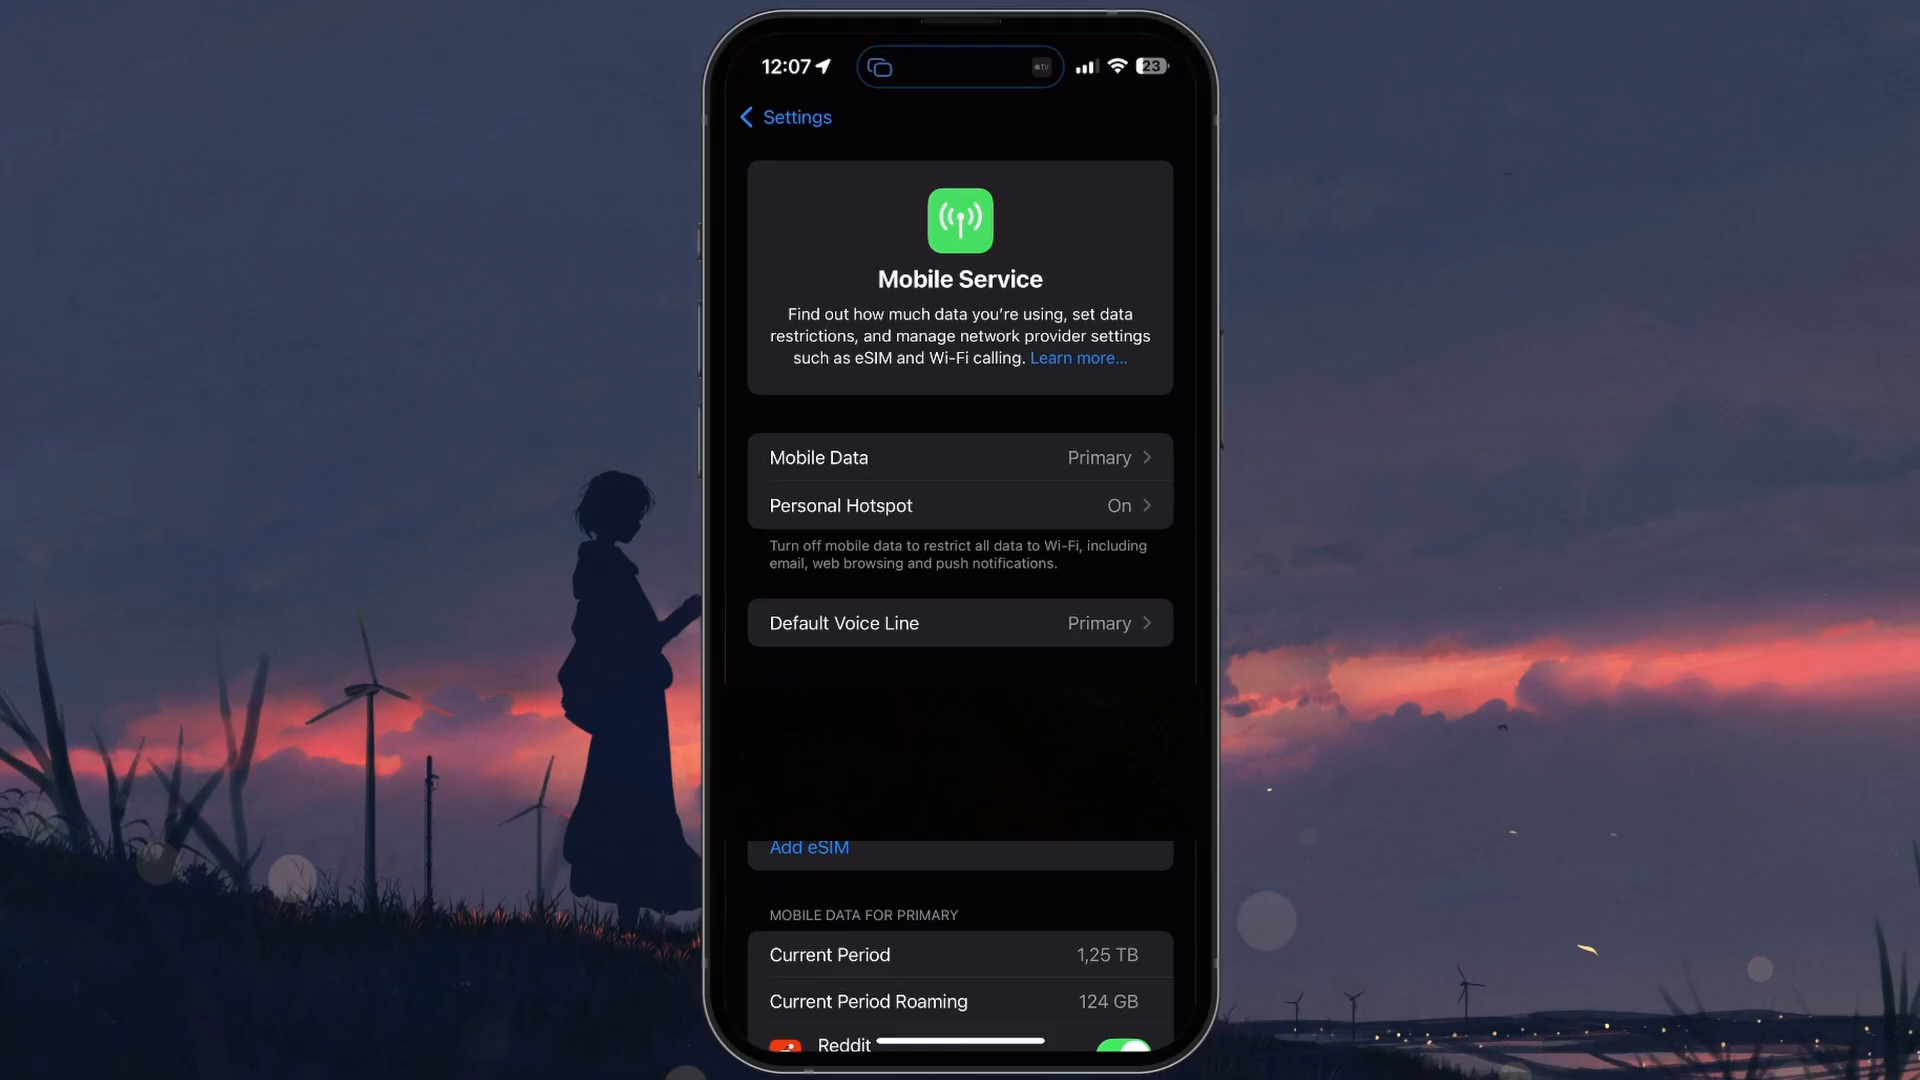 12:07
tv
23
Settings
Mobile Service
Find out how much data you're using, set data
restrictions, and manage network provider settings
such as eSIM and Wi-Fi calling. Learn more...
Mobile Data Primary
Personal Hotspot On
Turn off mobile data to restrict all data to Wi-Fi, including
email, web browsing and push notifications.
Default Voice Line Primary
Add eSIM
MOBILE DATA FOR PRIMARY
Current Period 1,25 TB
Current Period Roaming 124 GB
Reddit